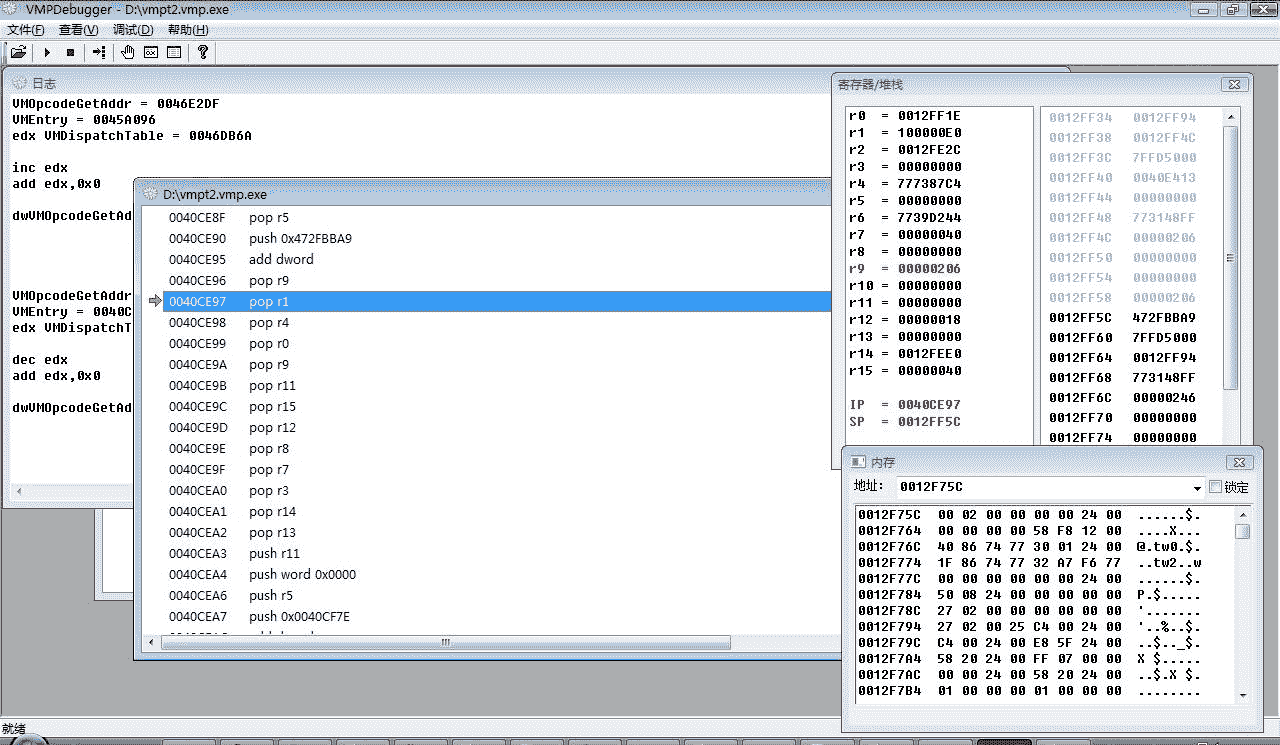 VMPDebugger - D:\vmpt2.vmp.exe
文件(F) 查看(V) 调试(D) 帮助(H)
日志
VMOpcodeGetAddr = 0046E2DF
VMEntry = 0045A096
edx VMDispatchTable = 0046DB6A
inc edx
add edx,0x0
dwVMOpcodeGetAd
VMOpcodeGetAddr
VMEntry = 0040C
edx VMDispatchT
dec edx
add edx,0x0
dwVMOpcodeGetAd
D:\vmpt2.vmp.exe
0040CE8F pop r5
0040CE90 push 0x472FBBA9
0040CE95 add dword
0040CE96 pop r9
0040CE97 pop r1
0040CE98 pop r4
0040CE99 pop r0
0040CE9A pop r9
0040CE9B pop r11
0040CE9C pop r15
0040CE9D pop r12
0040CE9E pop r8
0040CE9F pop r7
0040CEA0 pop r3
0040CEA1 pop r14
0040CEA2 pop r13
0040CEA3 push r11
0040CEA4 push word 0x0000
0040CEA6 push r5
0040CEA7 push 0x0040CF7E
寄存器/堆栈
r0 = 0012FF1E
r1 = 100000E0
r2 = 0012FE2C
r3 = 00000000
r4 = 777387C4
r5 = 00000000
r6 = 7739D244
r7 = 00000040
r8 = 00000000
r9 = 00000206
r10 = 00000000
r11 = 00000000
r12 = 00000018
r13 = 00000000
r14 = 0012FEE0
r15 = 00000040
IP = 0040CE97
SP = 0012FF5C
0012FF34 0012FF94
0012FF38 0012FF4C
0012FF3C 7FFD5000
0012FF40 0040E413
0012FF44 00000000
0012FF48 773148FF
0012FF4C 00000206
0012FF50 00000000
0012FF54 00000000
0012FF58 00000206
0012FF5C 472FBBA9
0012FF60 7FFD5000
0012FF64 0012FF94
0012FF68 773148FF
0012FF6C 00000246
0012FF70 00000000
0012FF74 00000000
内存
地址: 0012F75C 锁定
0012F75C 00 02 00 00 00 00 24 00 ......$.
0012F764 00 00 00 00 58 F8 12 00 ....X...
0012F76C 40 86 74 77 30 01 24 00 @.tw0.$.
0012F774 1F 86 74 77 32 A7 F6 77 ..tw2..w
0012F77C 00 00 00 00 00 00 24 00 ......$.
0012F784 50 08 24 00 00 00 00 00 P.$.....
0012F78C 27 02 00 00 00 00 00 00 '.......
0012F794 27 02 00 25 C4 00 24 00 '..%..$.
0012F79C C4 00 24 00 E8 5F 24 00 ..$.._$.
0012F7A4 58 20 24 00 FF 07 00 00 X $.....
0012F7AC 00 00 24 00 58 20 24 00 ..$.X $.
0012F7B4 01 00 00 00 01 00 00 00 ........
就绪